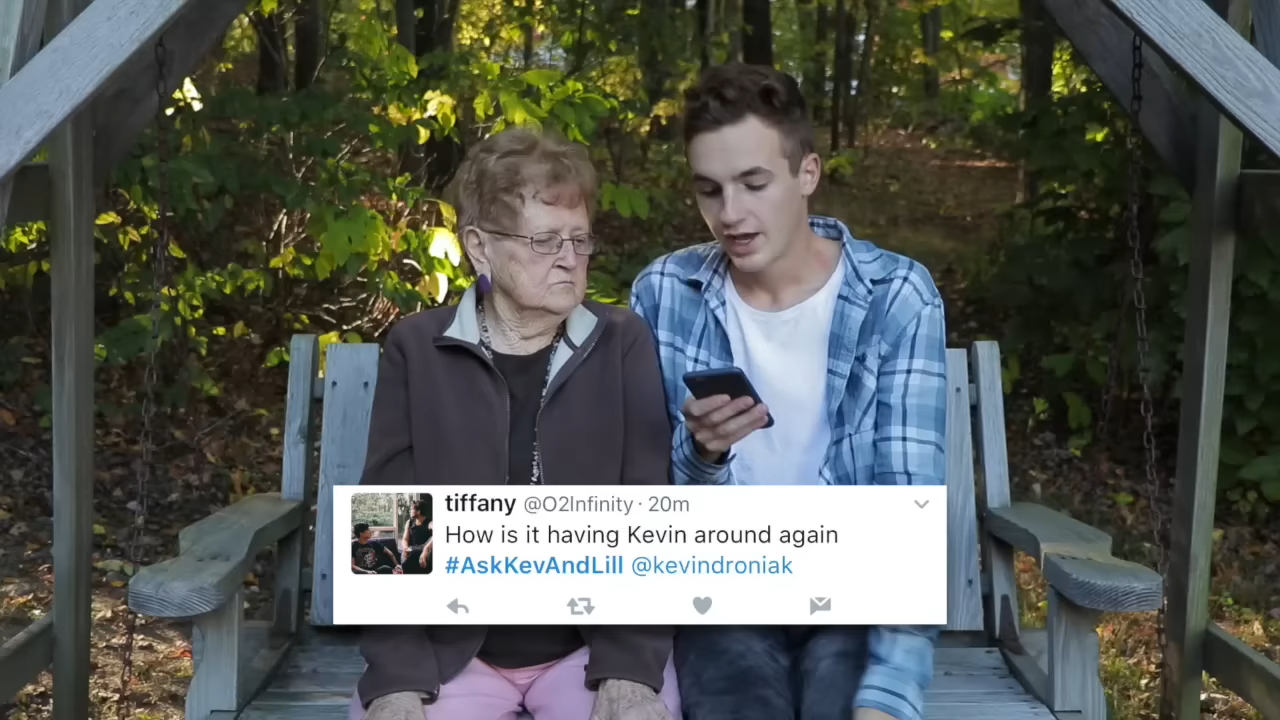 tiffany @O2Infinity · 20m
How is it having Kevin around again
#AskKevAndLill @kevindroniak